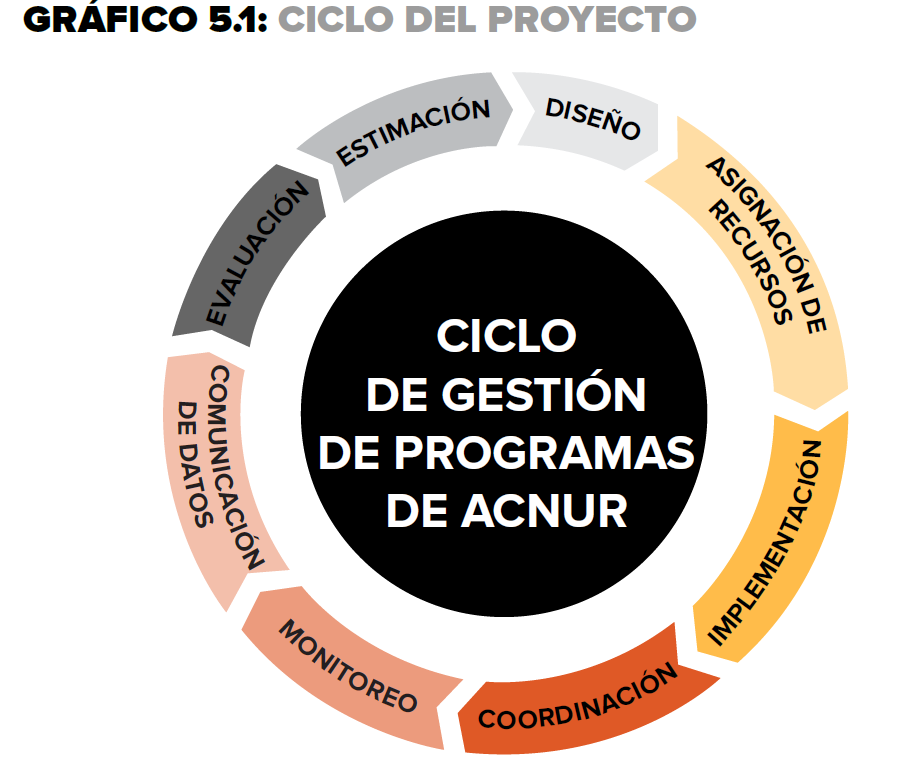 GRÁFICO 5.1: CICLO DEL PROYECTO
ESTIMACIÓN
DISEÑO
ASIGNACIÓN DE
RECURSOS
IMPLEMENTACIÓN
COORDINACIÓN
MONITOREO
COMUNICACIÓN
DE DATOS
EVALUACIÓN
CICLO
DE GESTIÓN
DE PROGRAMAS
DE ACNUR